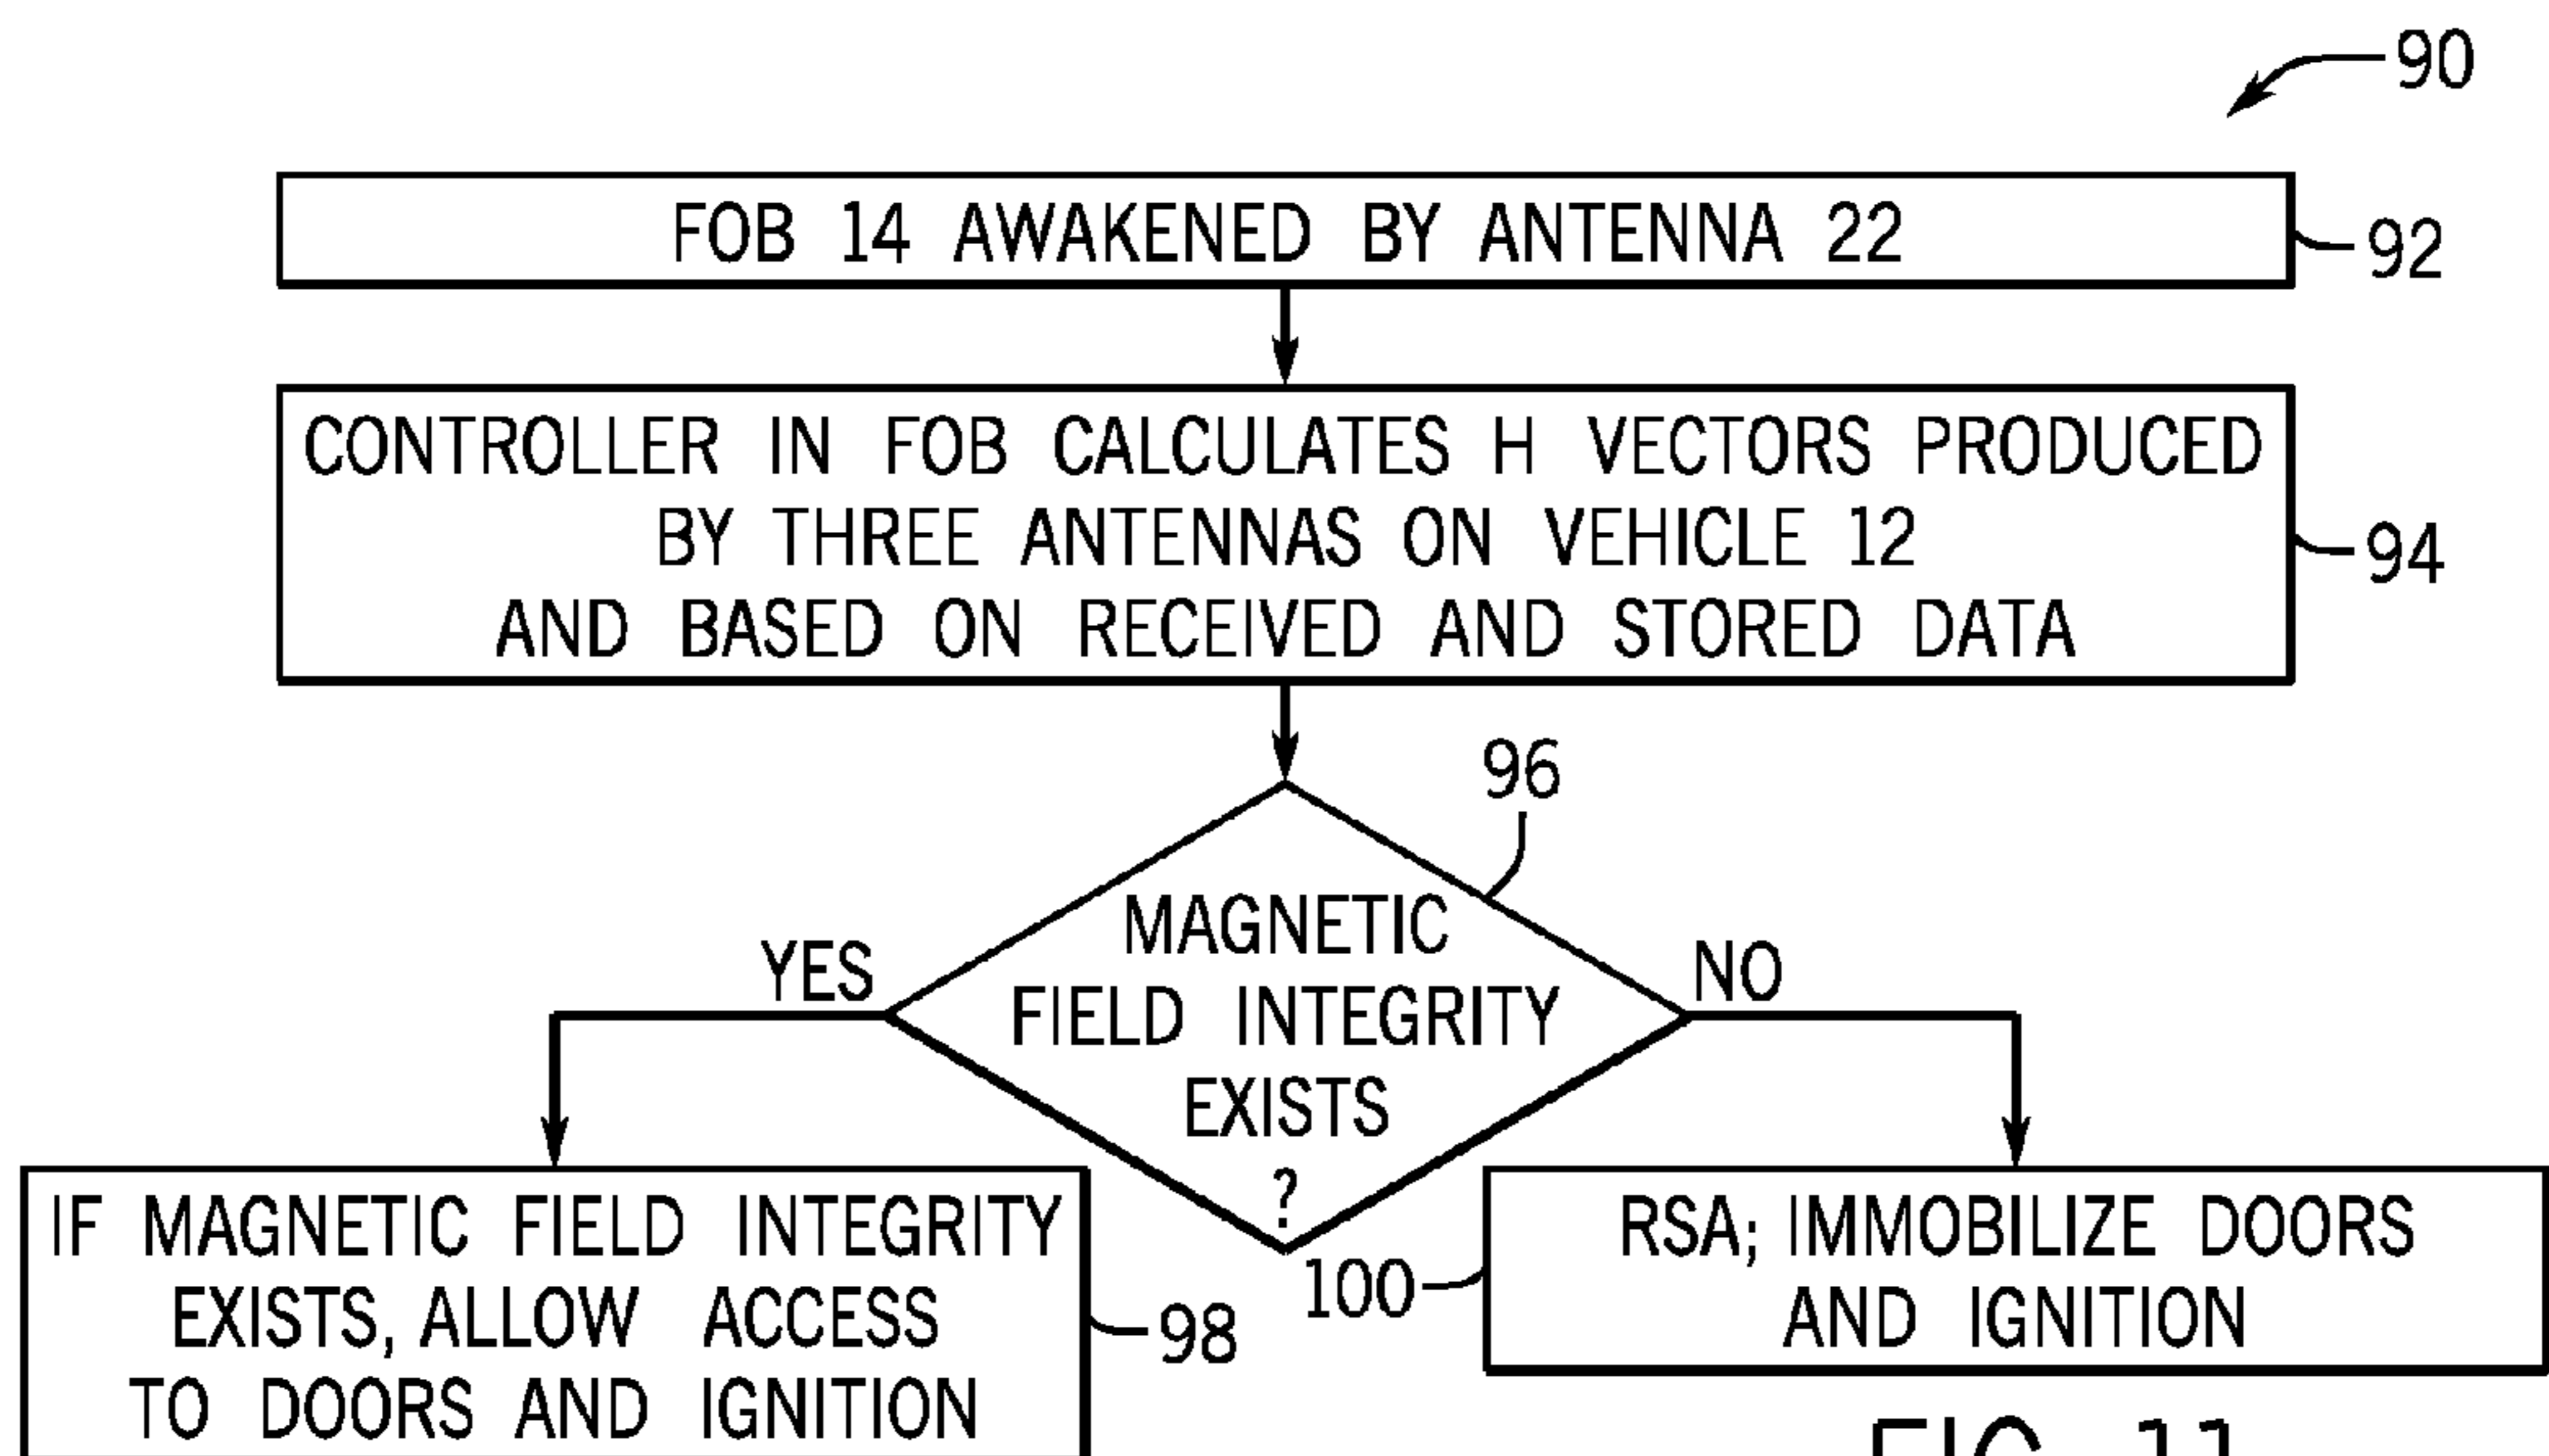 90
FOB 14 AWAKENED BY ANTENNA 22
92
CONTROLLER IN FOB CALCULATES H VECTORS PRODUCED
BY THREE ANTENNAS ON VEHICLE 12
AND BASED ON RECEIVED AND STORED DATA
94
96
MAGNETIC
FIELD INTEGRITY
EXISTS
?
YES
NO
IF MAGNETIC FIELD INTEGRITY
EXISTS, ALLOW ACCESS
TO DOORS AND IGNITION
98
100
RSA; IMMOBILIZE DOORS
AND IGNITION
FIG. 11